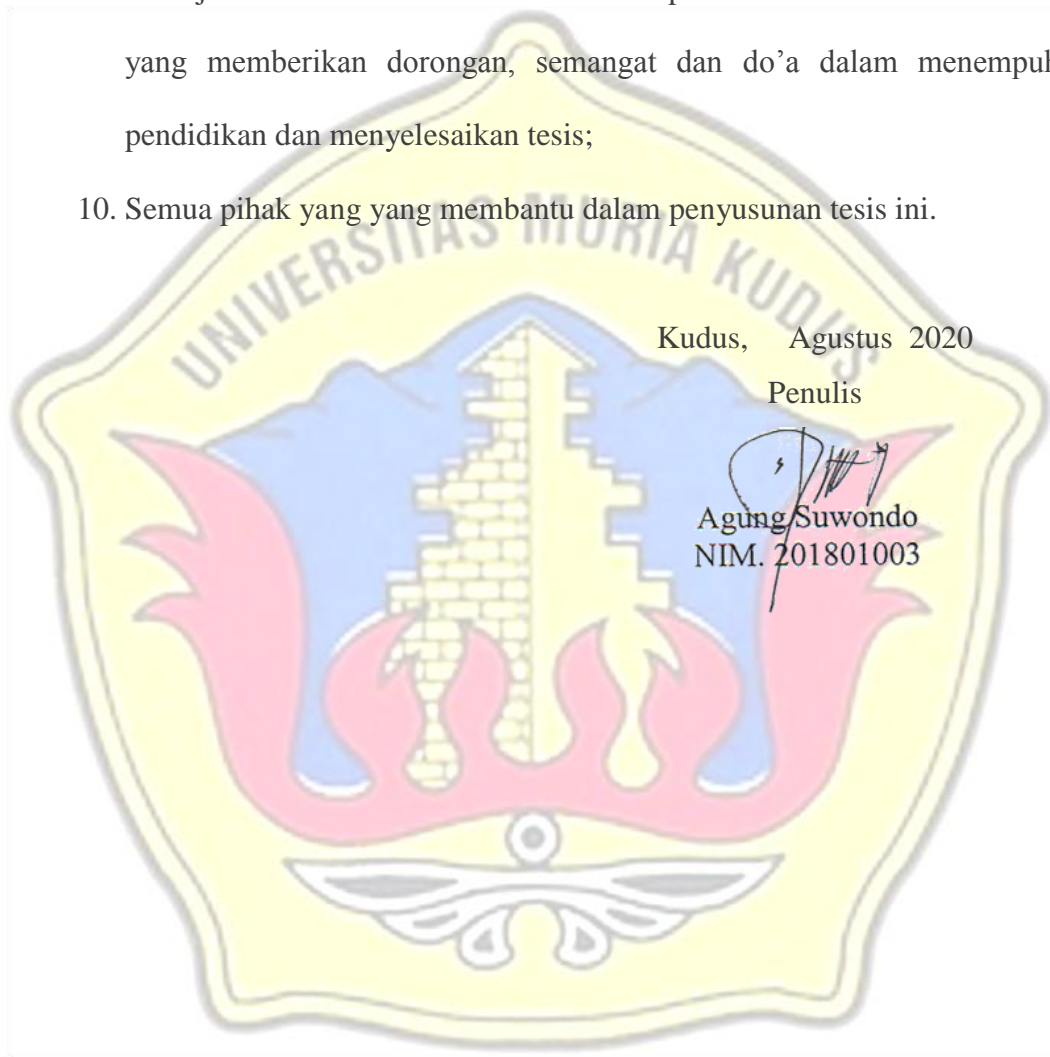 yang memberikan dorongan, semangat dan do'a dalam menempuh
pendidikan dan menyelesaikan tesis;
10. Semua pihak yang yang membantu dalam penyusunan tesis ini.
UNIVERSITAS MURIA KUDUS
Kudus, Agustus 2020
Penulis
Agung Suwondo
NIM. 201801003